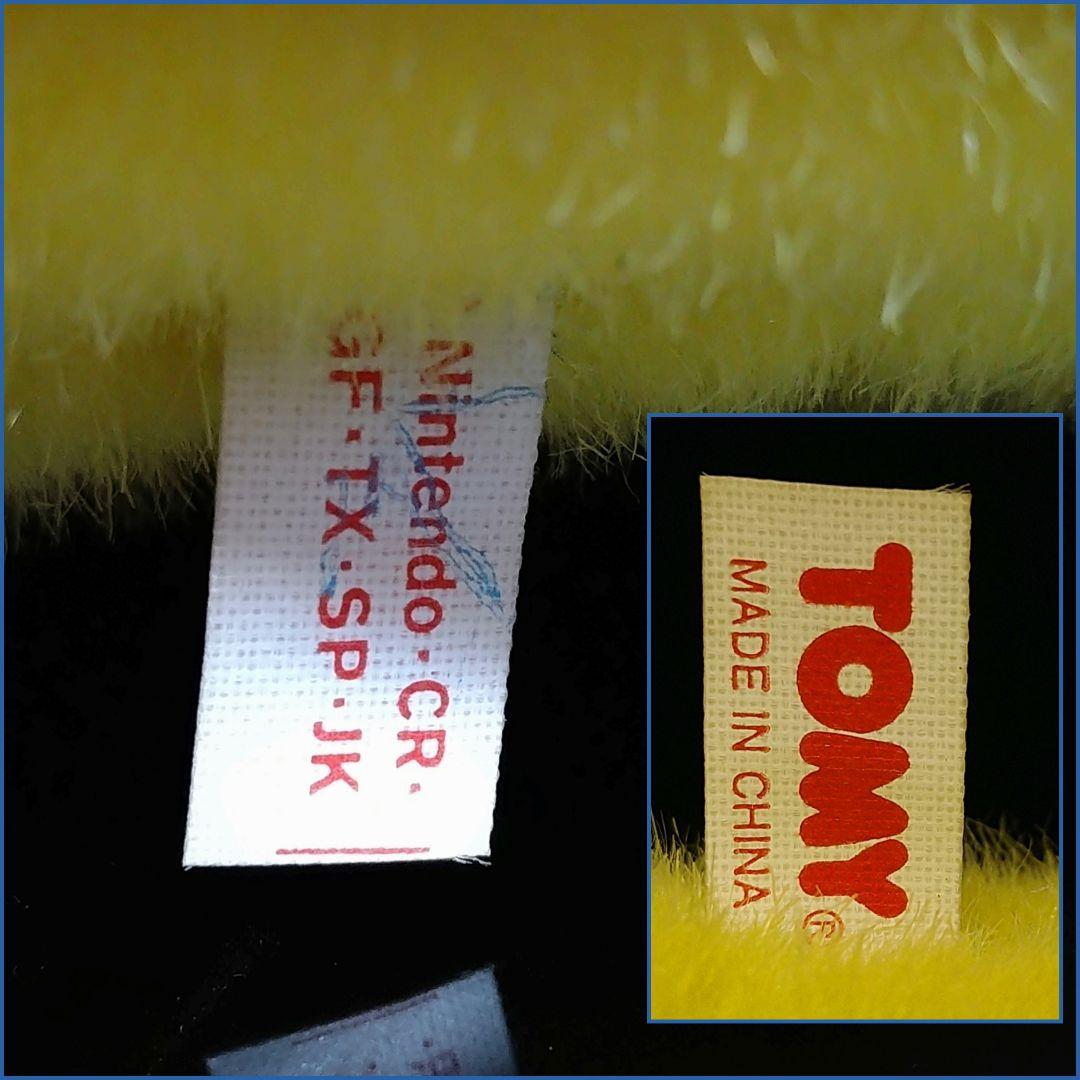 Nintendo·CR·
GF·TX·SP·JK
TOMY®
MADE IN CHINA